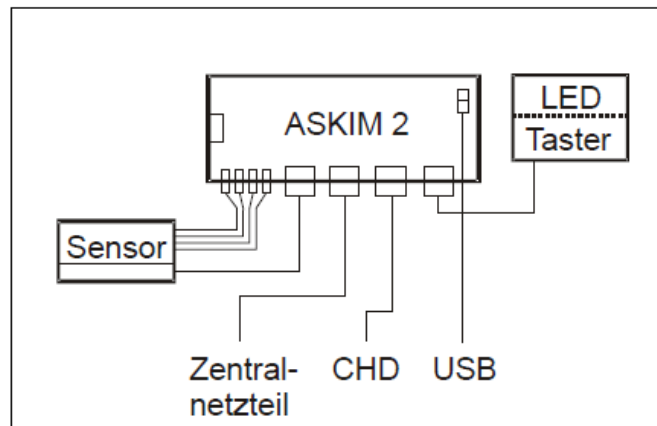 ASKIM 2
LED
Taster
Sensor
Zentral-
netzteil
CHD
USB